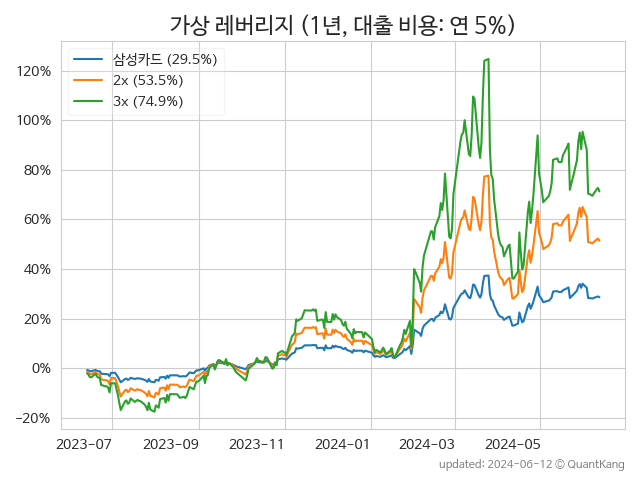 가상 레버리지 (1년, 대출 비용: 연 5%)
삼성카드 (29.5%)
2x (53.5%)
3x (74.9%)
120%
100%
80%
60%
40%
20%
0%
−20%
2023-07 2023-09 2023-11 2024-01 2024-03 2024-05
updated: 2024-06-12 © QuantKang